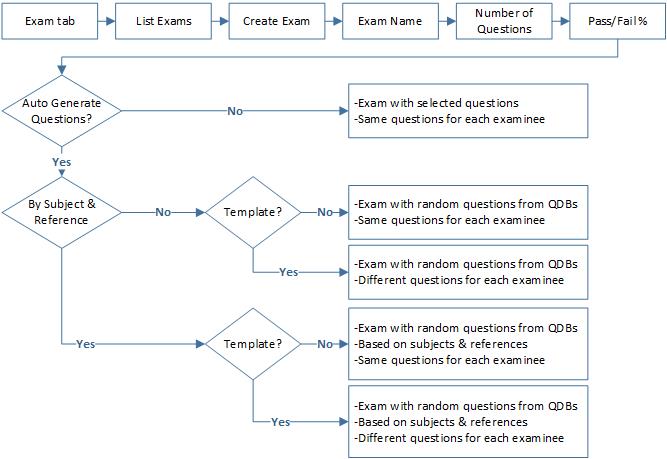 Exam tab
List Exams
Create Exam
Exam Name
Number of
Questions
Pass/Fail %
Auto Generate
Questions?
No
-Exam with selected questions
-Same questions for each examinee
Yes
By Subject &
Reference
No
Template?
No
-Exam with random questions from QDBs
-Same questions for each examinee
Yes
-Exam with random questions from QDBs
-Different questions for each examinee
Yes
Template?
No
-Exam with random questions from QDBs
-Based on subjects & references
-Same questions for each examinee
Yes
-Exam with random questions from QDBs
-Based on subjects & references
-Different questions for each examinee